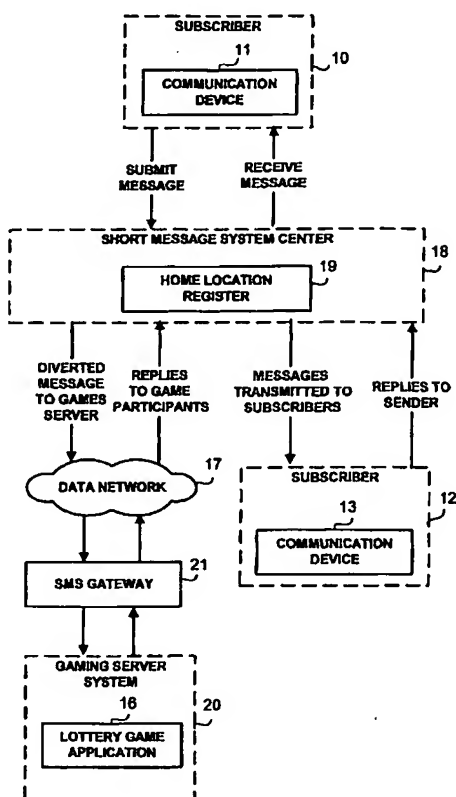 SUBSCRIBER
10
11
COMMUNICATION
DEVICE
SUBMIT
MESSAGE
RECEIVE
MESSAGE
SHORT MESSAGE SYSTEM CENTER
18
19
HOME LOCATION
REGISTER
DIVERTED
MESSAGE
TO GAMES
SERVER
REPLIES
TO GAME
PARTICIPANTS
MESSAGES
TRANSMITTED TO
SUBSCRIBERS
REPLIES TO
SENDER
17
DATA NETWORK
SUBSCRIBER
12
13
COMMUNICATION
DEVICE
21
SMS GATEWAY
GAMING SERVER
SYSTEM
20
16
LOTTERY GAME
APPLICATION